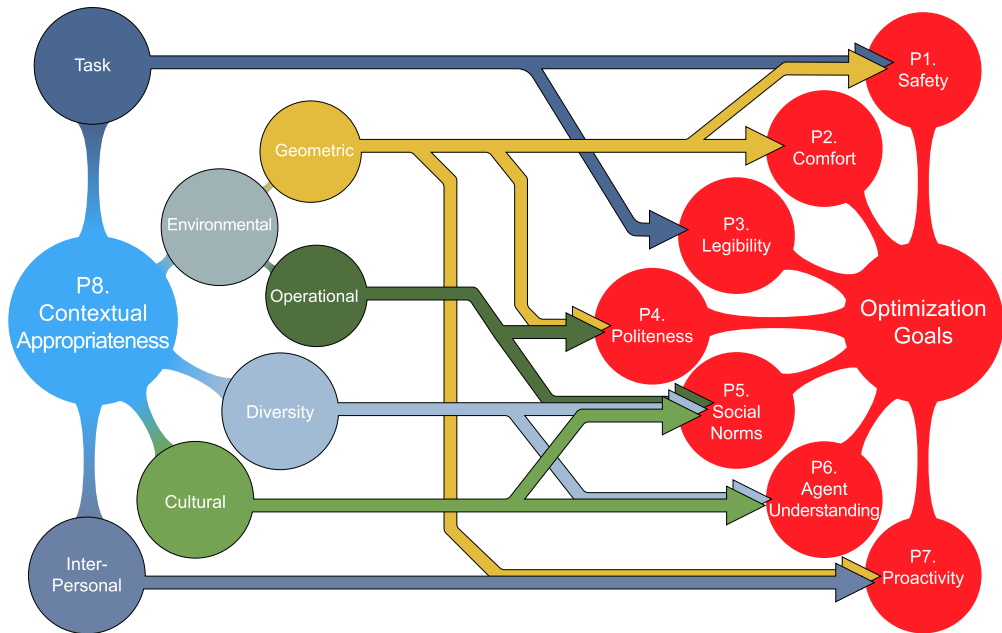 Task
P1.
Safety
Geometric
P2.
Comfort
Environmental
P3.
Legibility
P8.
Contextual
Appropriateness
Operational
P4.
Politeness
Optimization
Goals
Diversity
P5.
Social
Norms
Cultural
P6.
Agent
Understanding
Inter-
Personal
P7.
Proactivity